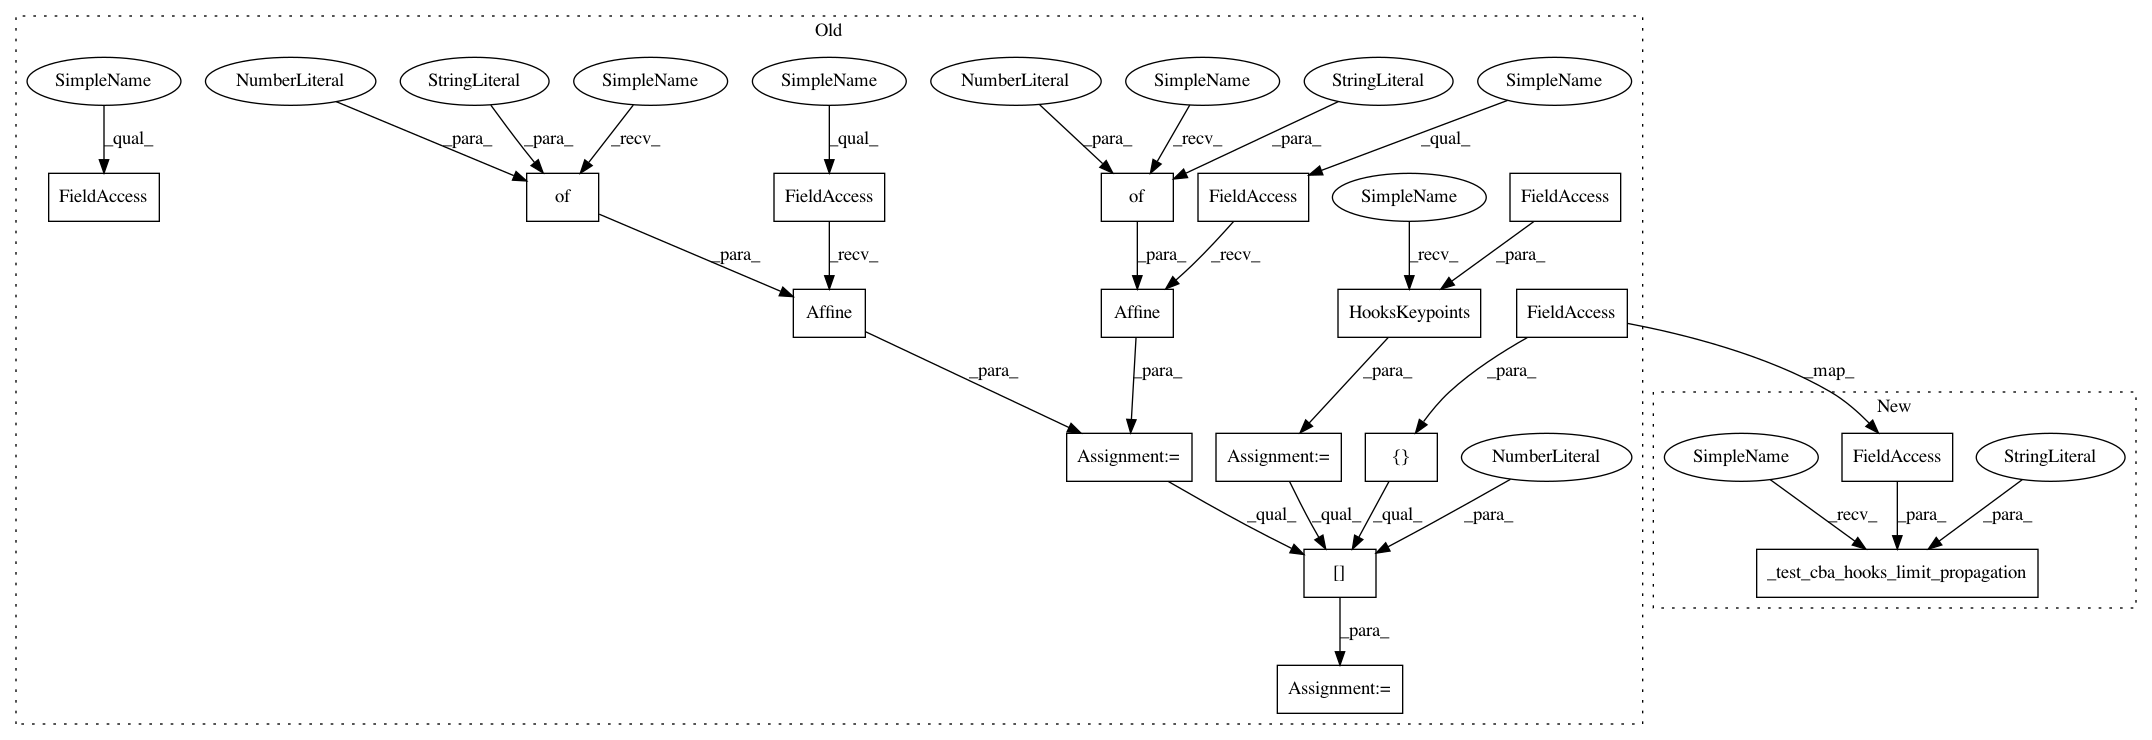 Old
SimpleName
NumberLiteral
StringLiteral
SimpleName
SimpleName
NumberLiteral
SimpleName
StringLiteral
SimpleName
_qual_
_para_
_para_
_recv_
_qual_
_para_
_recv_
_para_
_qual_
FieldAccess
of
FieldAccess
of
FieldAccess
SimpleName
FieldAccess
_para_
_recv_
_para_
_recv_
_recv_
_para_
Affine
Affine
HooksKeypoints
FieldAccess
_para_
_para_
_para_
_para_
_map_
New
Assignment:=
Assignment:=
{}
NumberLiteral
SimpleName
FieldAccess
StringLiteral
_qual_
_qual_
_qual_
_para_
_recv_
_para_
_para_
[]
_test_cba_hooks_limit_propagation
_para_
Assignment:=